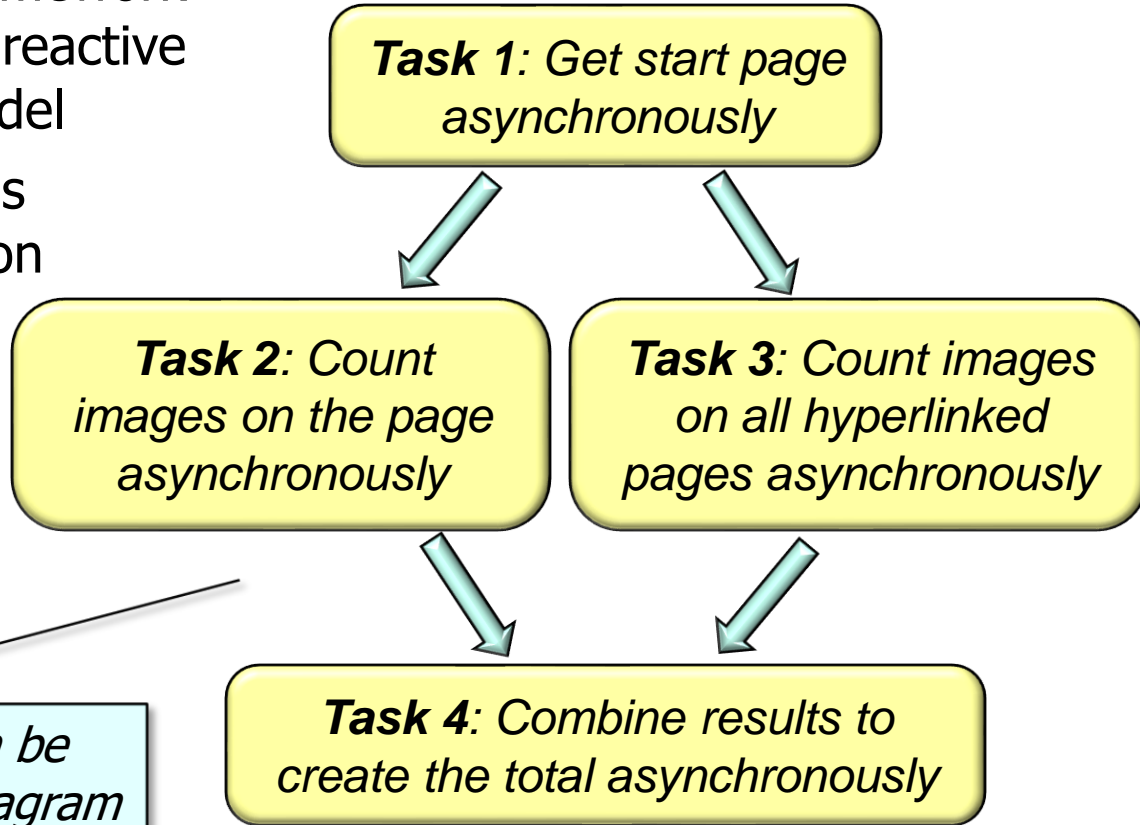 reactive
del
s
on
Task 1: Get start page
asynchronously
Task 2: Count
images on the page
asynchronously
Task 3: Count images
on all hyperlinked
pages asynchronously
be
agram
Task 4: Combine results to
create the total asynchronously